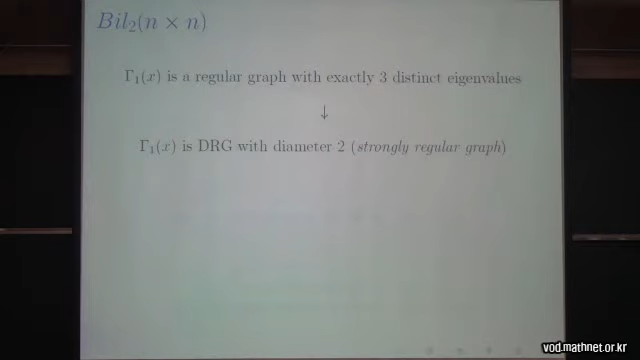 Bil₂(n × n)
Γ₁(x) is a regular graph with exactly 3 distinct eigenvalues
↓
Γ₁(x) is DRG with diameter 2 (strongly regular graph)
vod.mathnet.or.kr